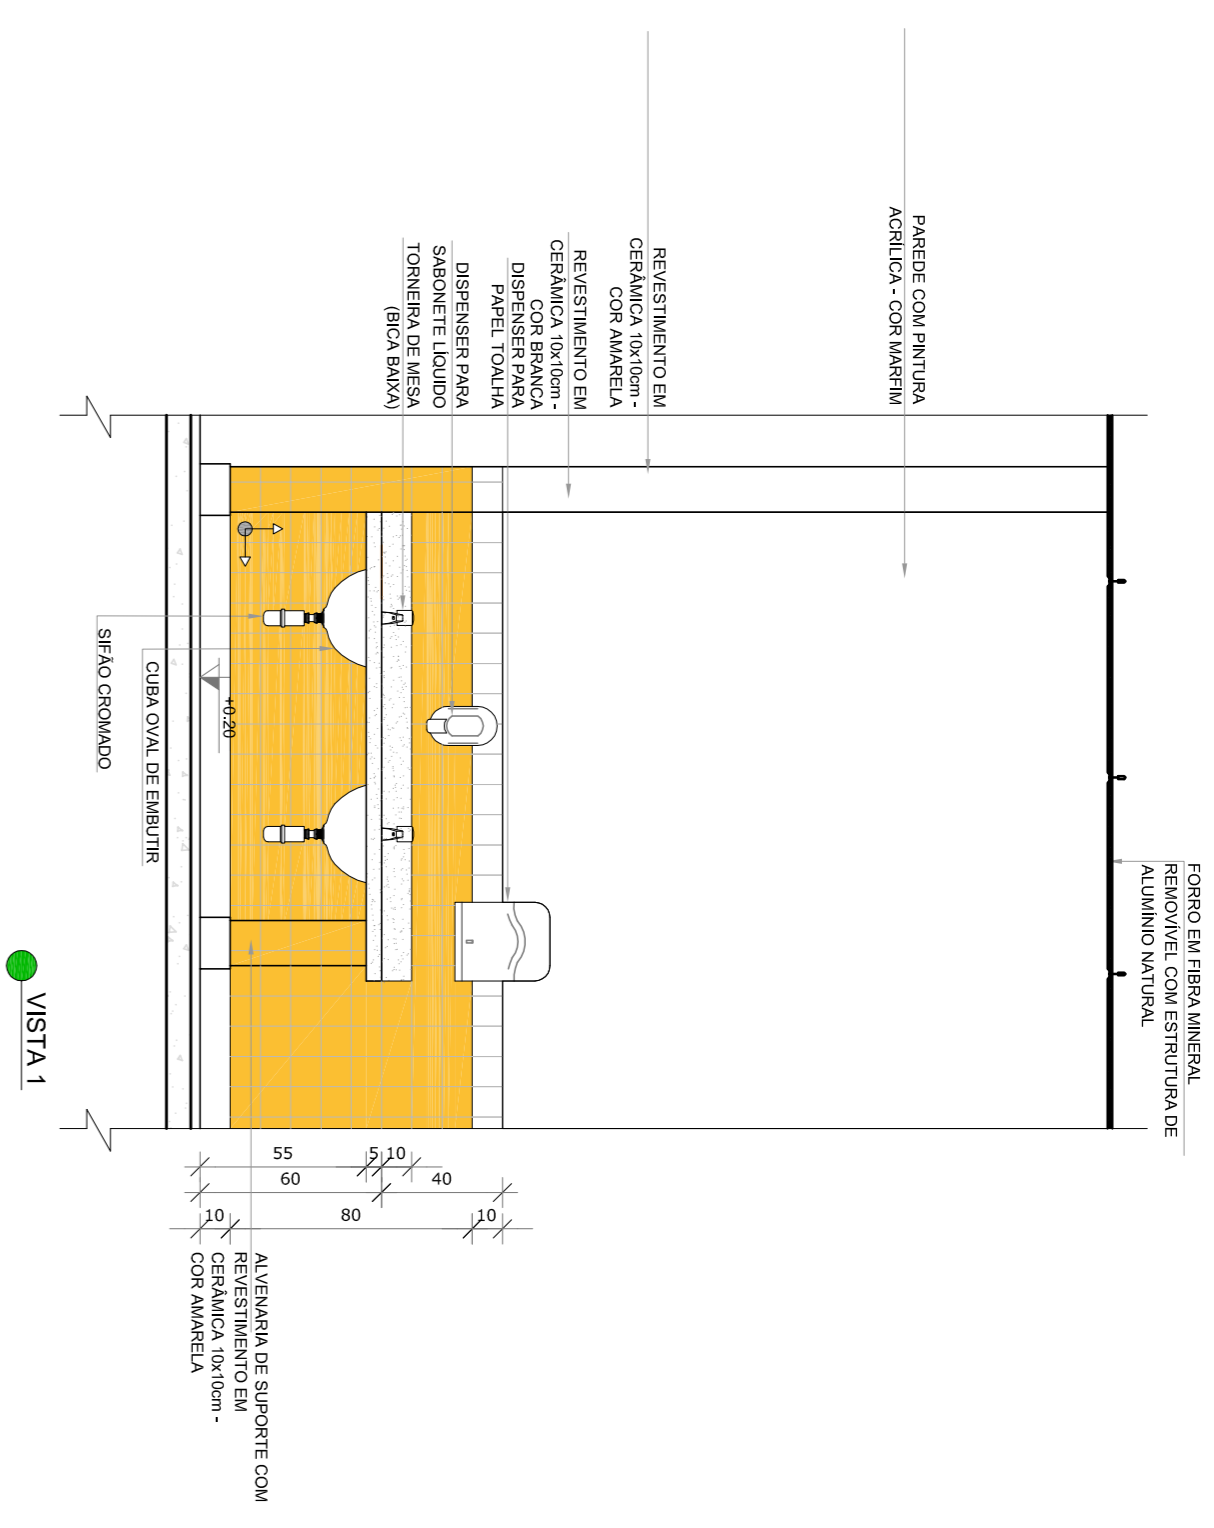 PAREDE COM PINTURA
ACRÍLICA - COR MARFIM
REVESTIMENTO EM
CERÂMICA 10x10cm -
COR AMARELA
REVESTIMENTO EM
CERÂMICA 10x10cm -
COR BRANCA
DISPENSER PARA
PAPEL TOALHA
DISPENSER PARA
SABONETE LÍQUIDO
TORNEIRA DE MESA
(BICA BAIXA)
FORRO EM FIBRA MINERAL
REMOVÍVEL COM ESTRUTURA DE
ALUMÍNIO NATURAL
+0.20
CUBA OVAL DE EMBUTIR
SIFÃO CROMADO
55
5
10
60
40
10
80
10
ALVENARIA DE SUPORTE COM
REVESTIMENTO EM
CERÂMICA 10x10cm -
COR AMARELA
VISTA 1